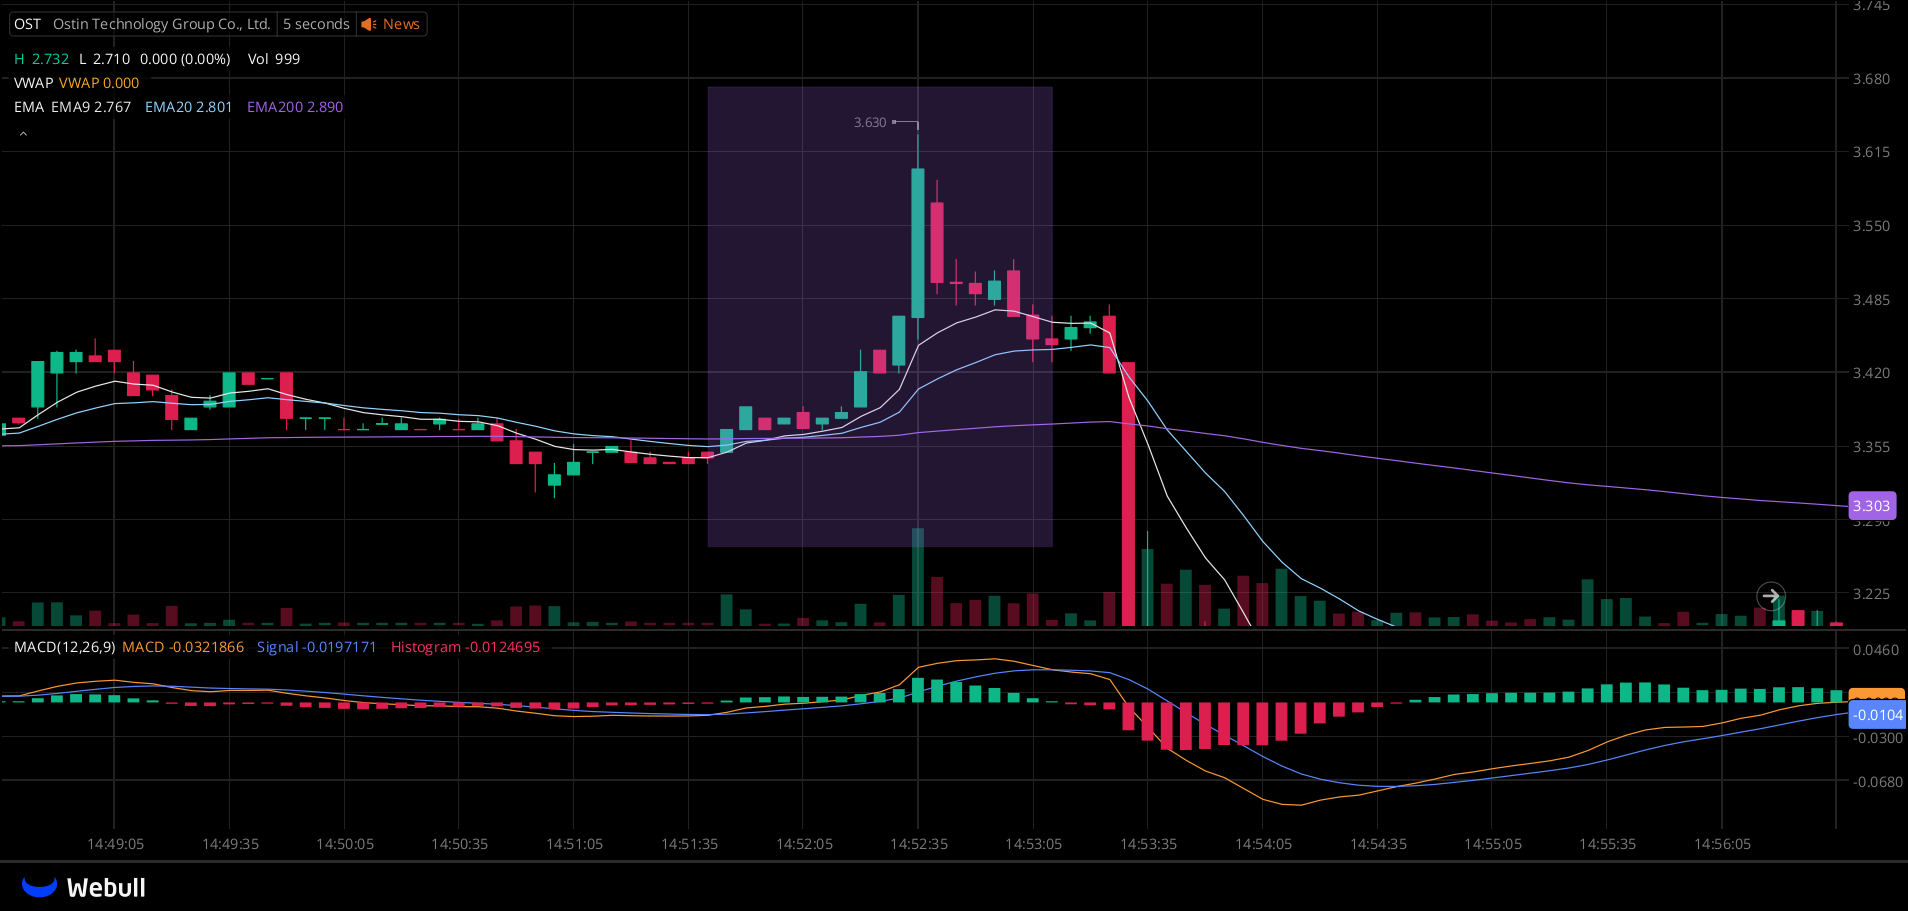 OST Ostin Technology Group Co., Ltd. 5 seconds News
H 2.732 L 2.710 0.000 (0.00%) Vol 999
VWAP VWAP 0.000
EMA EMA9 2.767 EMA20 2.801 EMA200 2.890
3.630
3.745
3.680
3.615
3.550
3.485
3.420
3.355
3.303
3.290
3.225
MACD(12,26,9) MACD -0.0321866 Signal -0.0197171 Histogram -0.0124695
0.0460
-0.0104
-0.0300
-0.0680
14:49:05 14:49:35 14:50:05 14:50:35 14:51:05 14:51:35 14:52:05 14:52:35 14:53:05 14:53:35 14:54:05 14:54:35 14:55:05 14:55:35 14:56:05
Webull